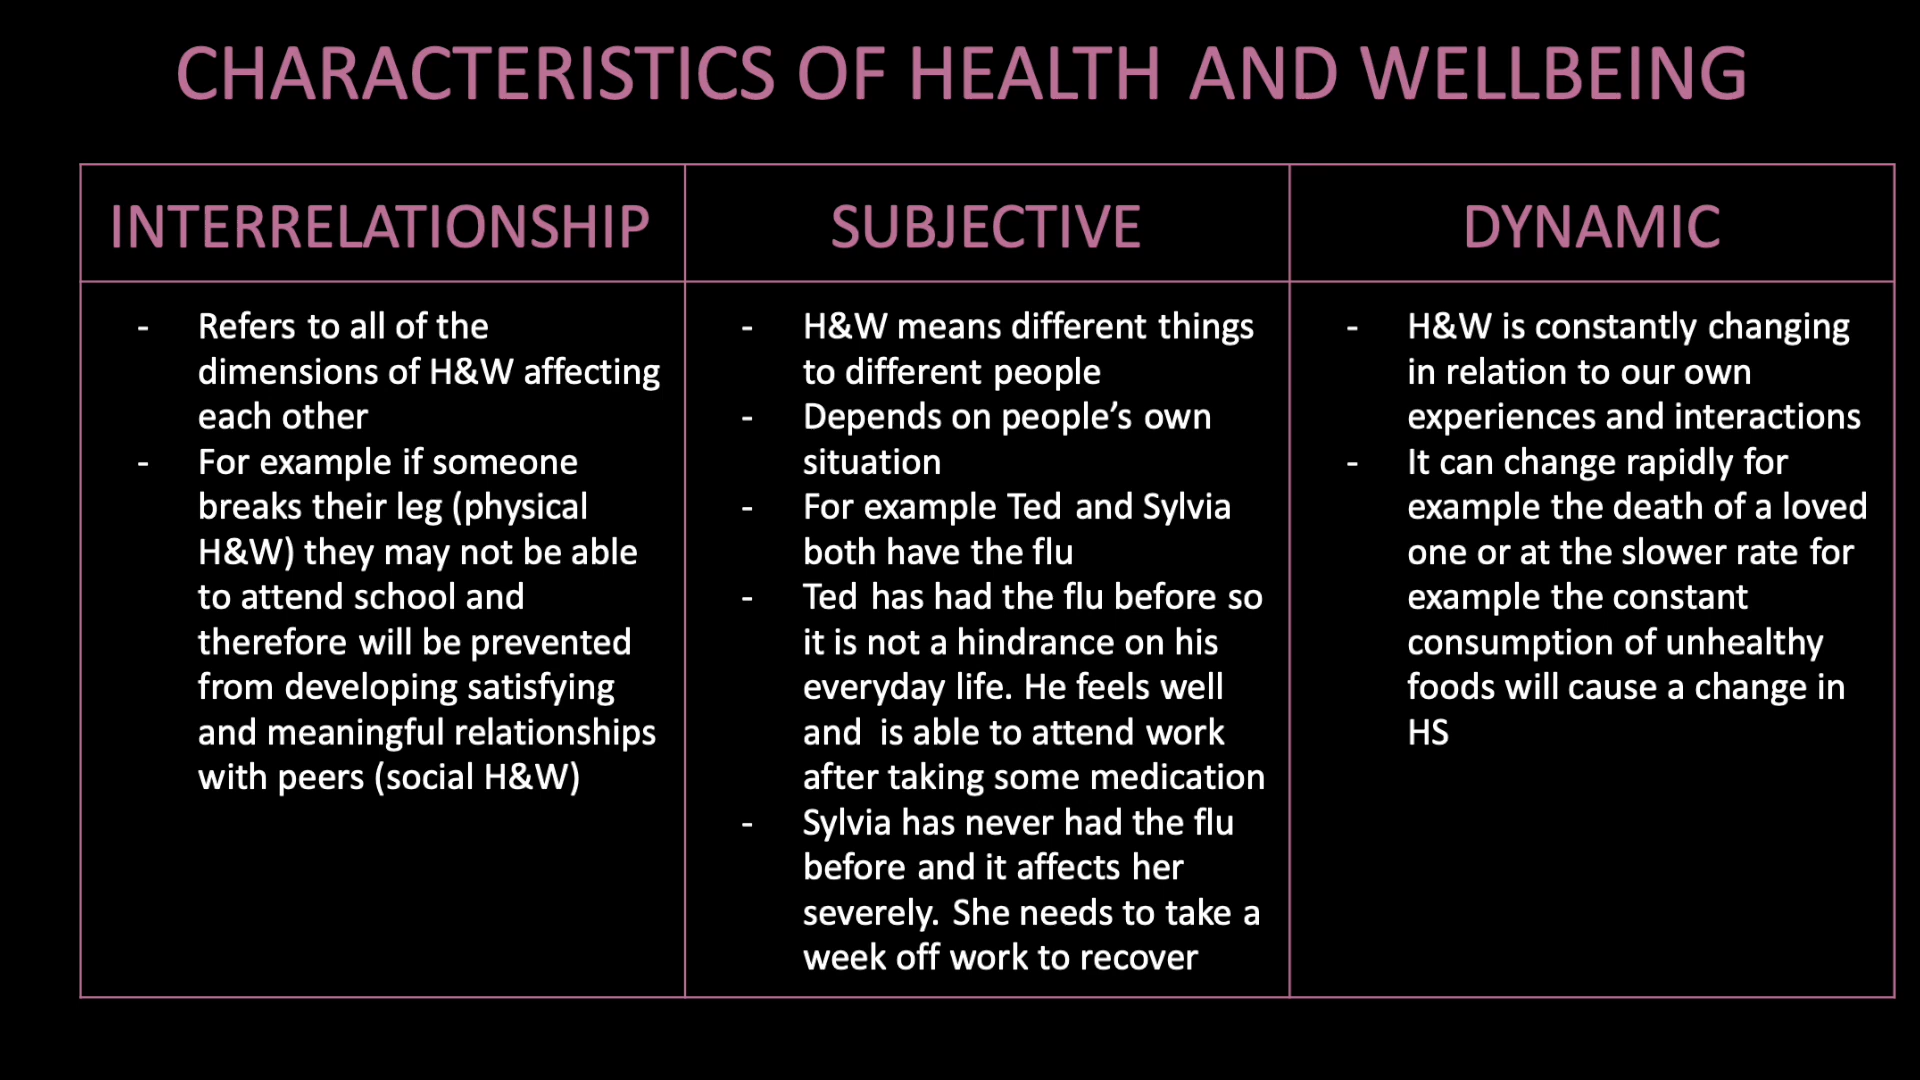 CHARACTERISTICS OF HEALTH AND WELLBEING
INTERRELATIONSHIP
- Refers to all of the
dimensions of H&W affecting
each other
- For example if someone
breaks their leg (physical
H&W) they may not be able
to attend school and
therefore will be prevented
from developing satisfying
and meaningful relationships
with peers (social H&W)
SUBJECTIVE
- H&W means different things
to different people
- Depends on people’s own
situation
- For example Ted and Sylvia
both have the flu
- Ted has had the flu before so
it is not a hindrance on his
everyday life. He feels well
and is able to attend work
after taking some medication
- Sylvia has never had the flu
before and it affects her
severely. She needs to take a
week off work to recover
DYNAMIC
- H&W is constantly changing
in relation to our own
experiences and interactions
- It can change rapidly for
example the death of a loved
one or at the slower rate for
example the constant
consumption of unhealthy
foods will cause a change in
HS